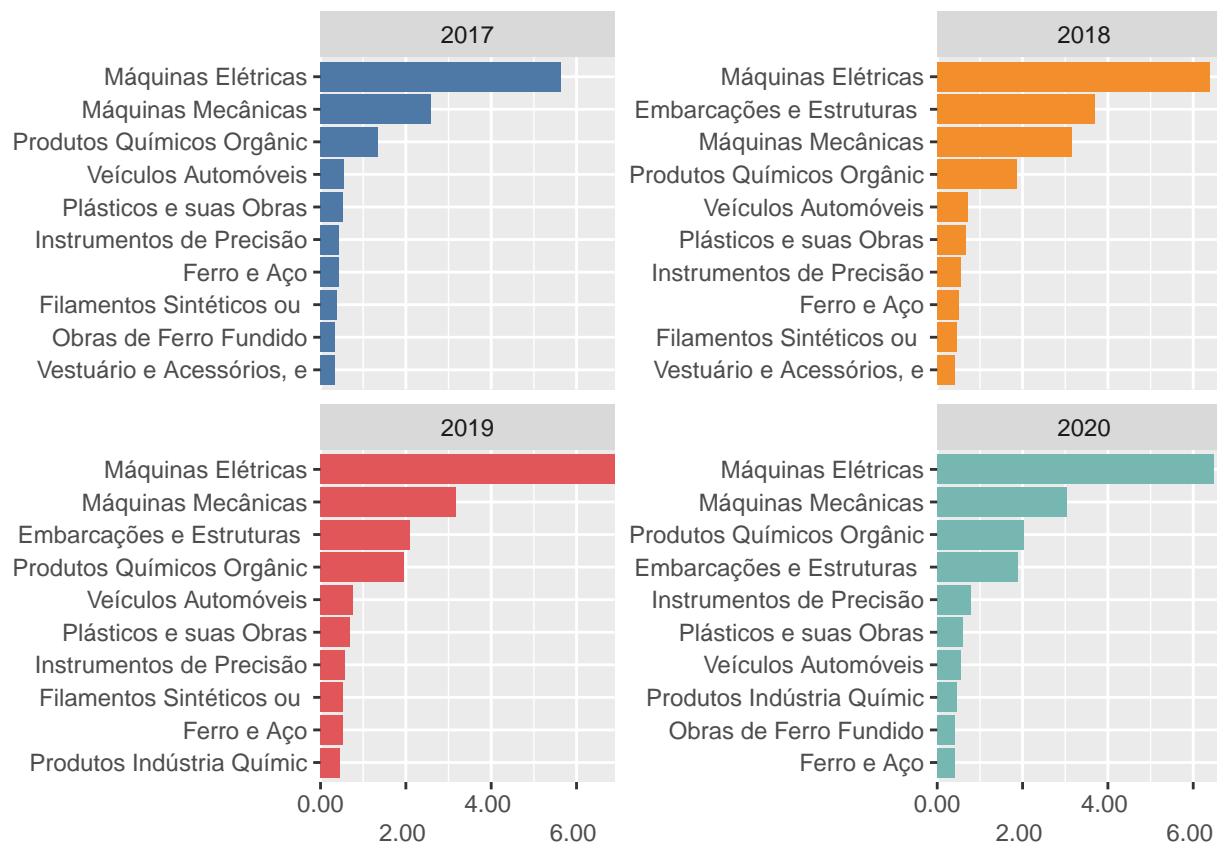 2017
Máquinas Elétricas
Máquinas Mecânicas
Produtos Químicos Orgânic
Veículos Automóveis
Plásticos e suas Obras
Instrumentos de Precisão
Ferro e Aço
Filamentos Sintéticos ou
Obras de Ferro Fundido
Vestuário e Acessórios, e
2018
Máquinas Elétricas
Embarcações e Estruturas
Máquinas Mecânicas
Produtos Químicos Orgânic
Veículos Automóveis
Plásticos e suas Obras
Instrumentos de Precisão
Ferro e Aço
Filamentos Sintéticos ou
Vestuário e Acessórios, e
2019
Máquinas Elétricas
Máquinas Mecânicas
Embarcações e Estruturas
Produtos Químicos Orgânic
Veículos Automóveis
Plásticos e suas Obras
Instrumentos de Precisão
Filamentos Sintéticos ou
Ferro e Aço
Produtos Indústria Químic
0.00 4.00
2.00 6.00
2020
Máquinas Elétricas
Máquinas Mecânicas
Produtos Químicos Orgânic
Embarcações e Estruturas
Instrumentos de Precisão
Plásticos e suas Obras
Veículos Automóveis
Produtos Indústria Químic
Obras de Ferro Fundido
Ferro e Aço
0.00 4.00
2.00 6.00